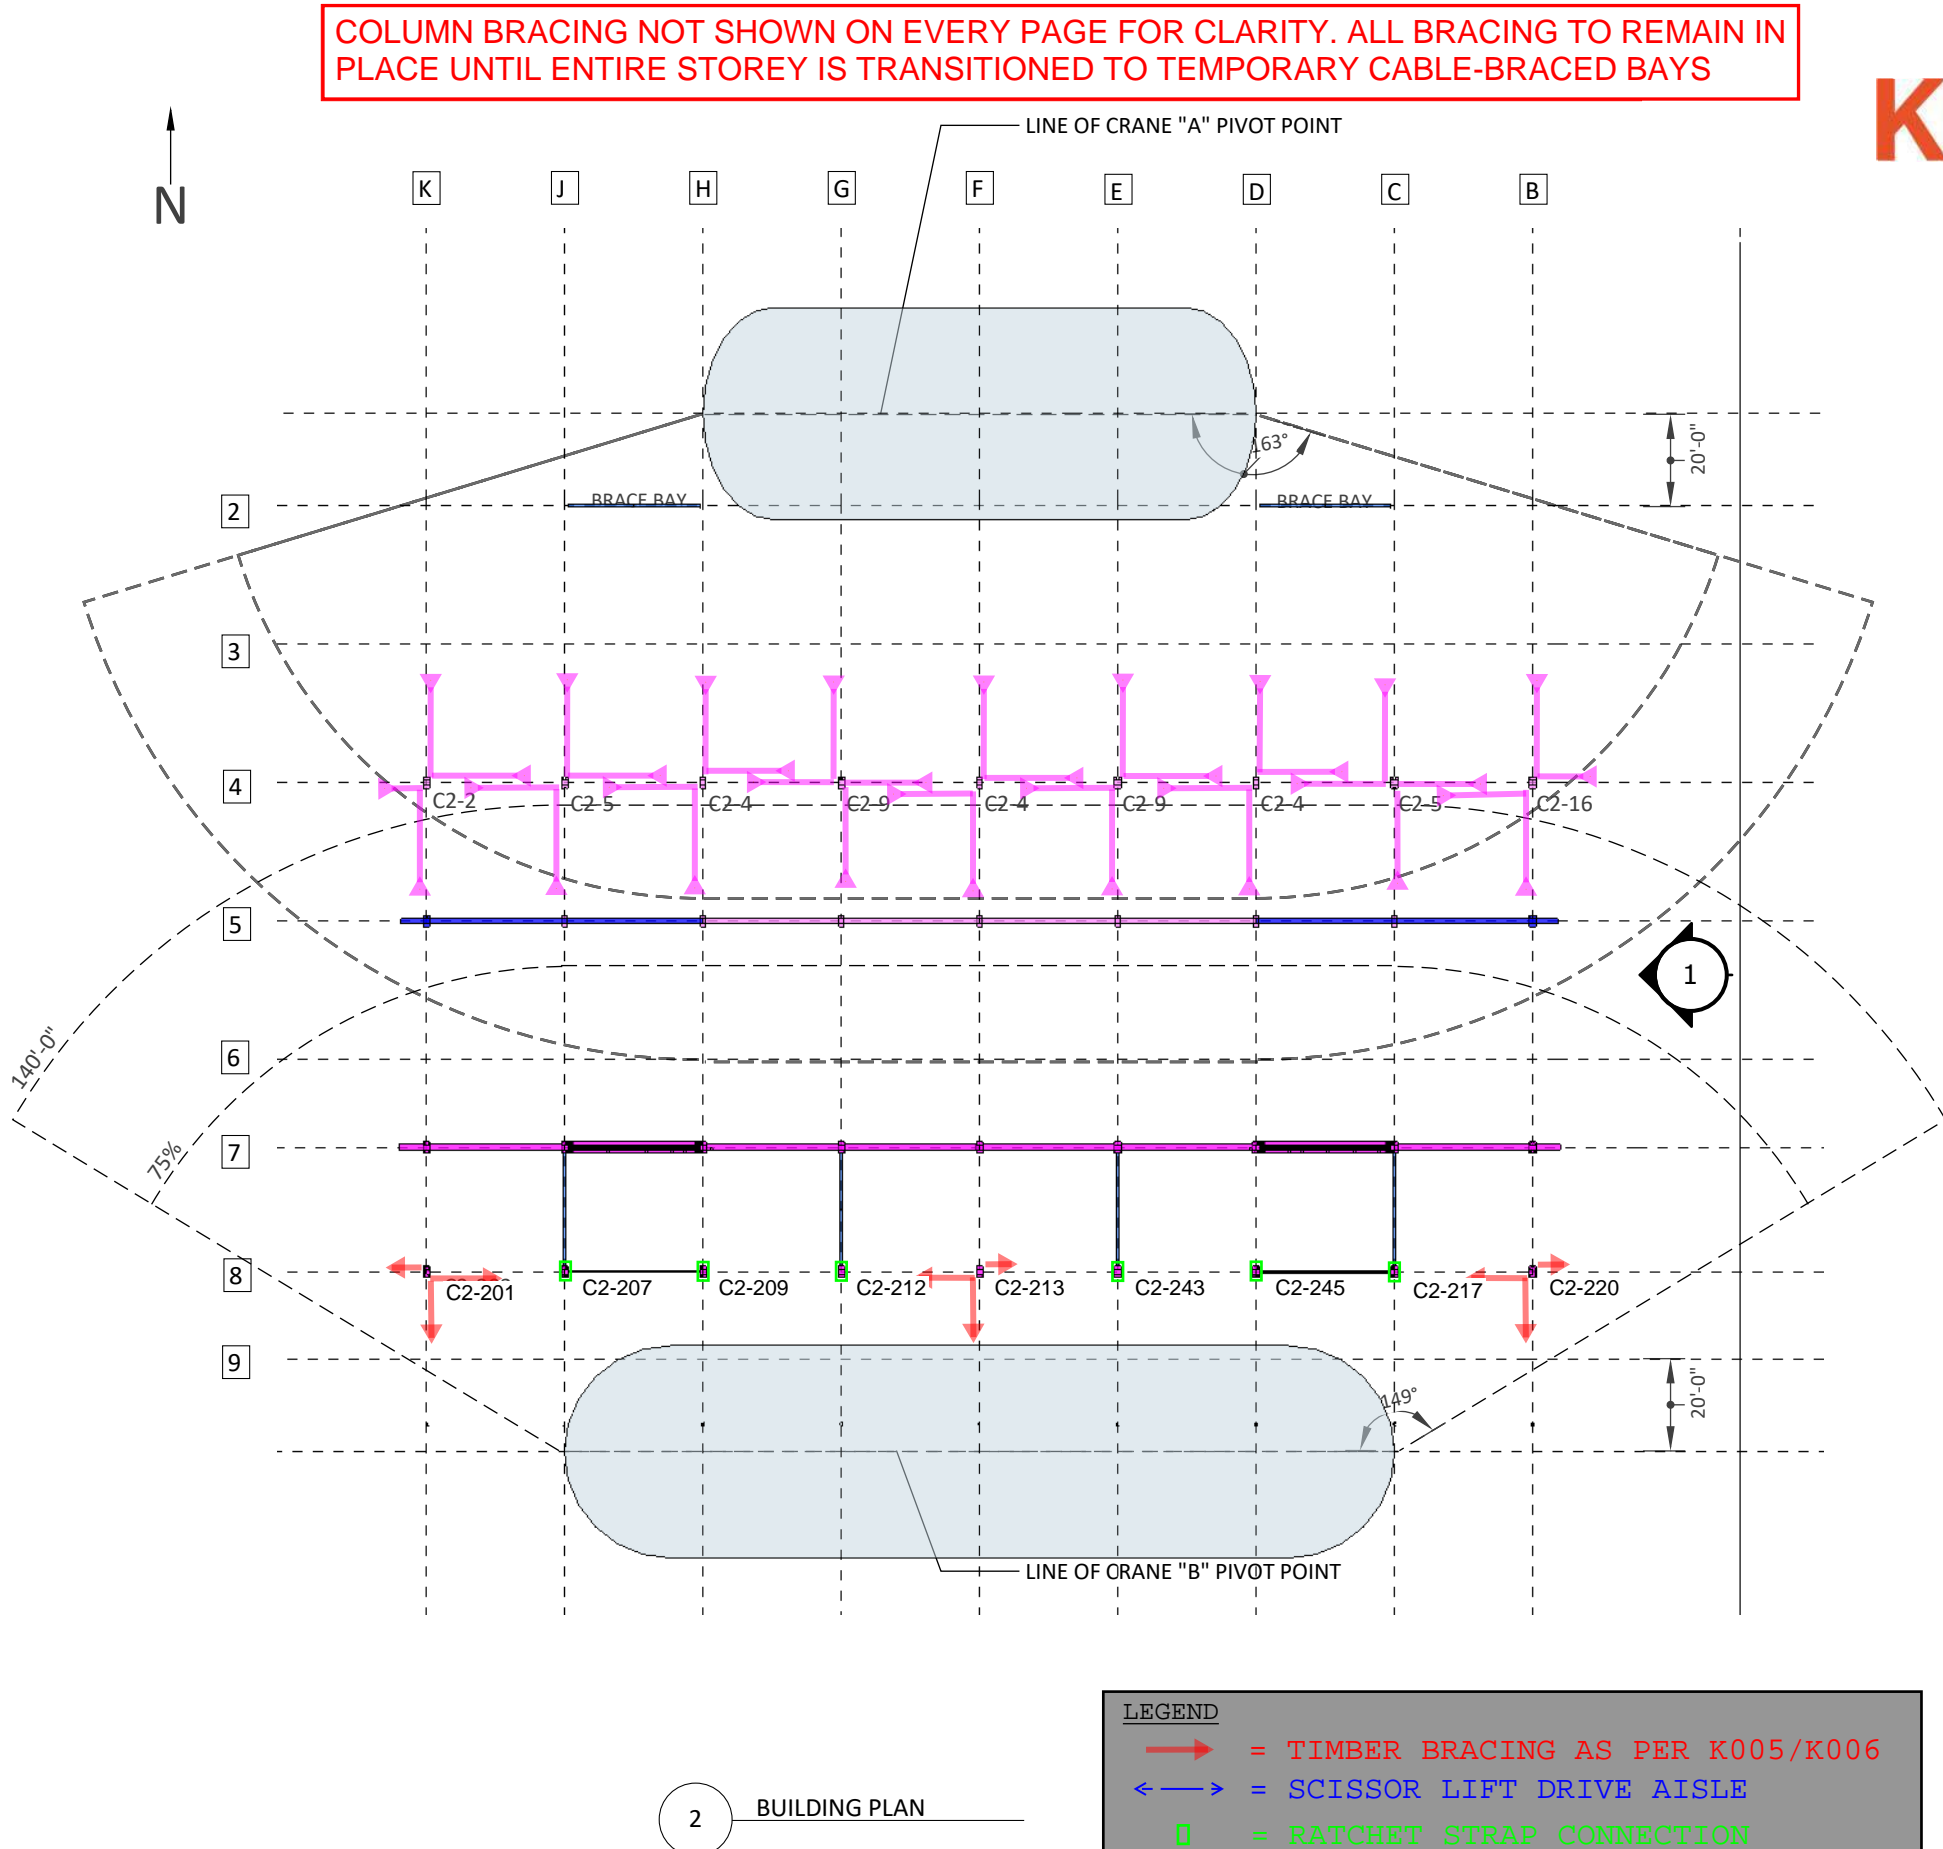 COLUMN BRACING NOT SHOWN ON EVERY PAGE FOR CLARITY. ALL BRACING TO REMAIN IN
PLACE UNTIL ENTIRE STOREY IS TRANSITIONED TO TEMPORARY CABLE-BRACED BAYS
K
LINE OF CRANE "A" PIVOT POINT
N
K J H G F E D C B
163°
20'-0"
2
BRACE BAY BRACE BAY
3
4
C2-2 C2-5 C2-4 C2-9 C2-4 C2-9 C2-4 C2-5 C2-16
5
1
140'-0"
6
75%
7
8
C2-201 C2-207 C2-209 C2-212 C2-213 C2-243 C2-245 C2-217 C2-220
9
149°
20'-0"
LINE OF CRANE "B" PIVOT POINT
LEGEND
= TIMBER BRACING AS PER K005/K006
= SCISSOR LIFT DRIVE AISLE
= RATCHET STRAP CONNECTION
2 BUILDING PLAN